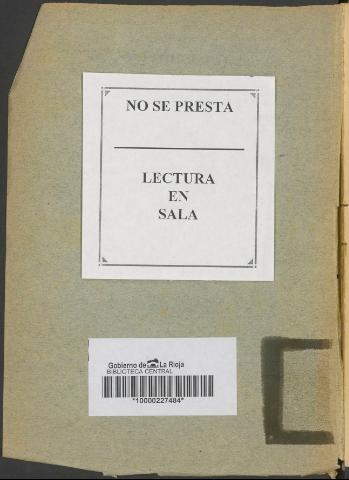 NO SE PRESTA
LECTURA
EN
SALA
Gobierno de La Rioja
BIBLIOTECA CENTRAL
*10000227484*